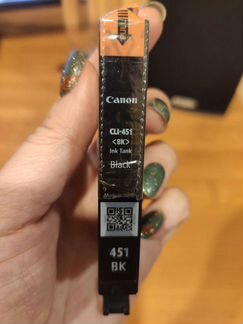 Canon
CLI-451
<BK>
Ink Tank
Black
451
BK